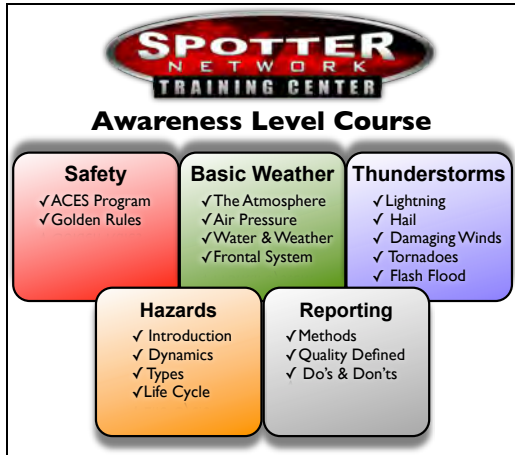 SPOTTER
NETWORK
TRAINING CENTER
Awareness Level Course
Safety
✓ACES Program
✓Golden Rules
Basic Weather
✓The Atmosphere
✓Air Pressure
✓Water & Weather
✓Frontal System
Thunderstorms
✓Lightning
✓ Hail
✓ Damaging Winds
✓ Tornadoes
✓ Flash Flood
Hazards
✓ Introduction
✓ Dynamics
✓ Types
✓Life Cycle
Reporting
✓Methods
✓Quality Defined
✓ Do's & Don'ts